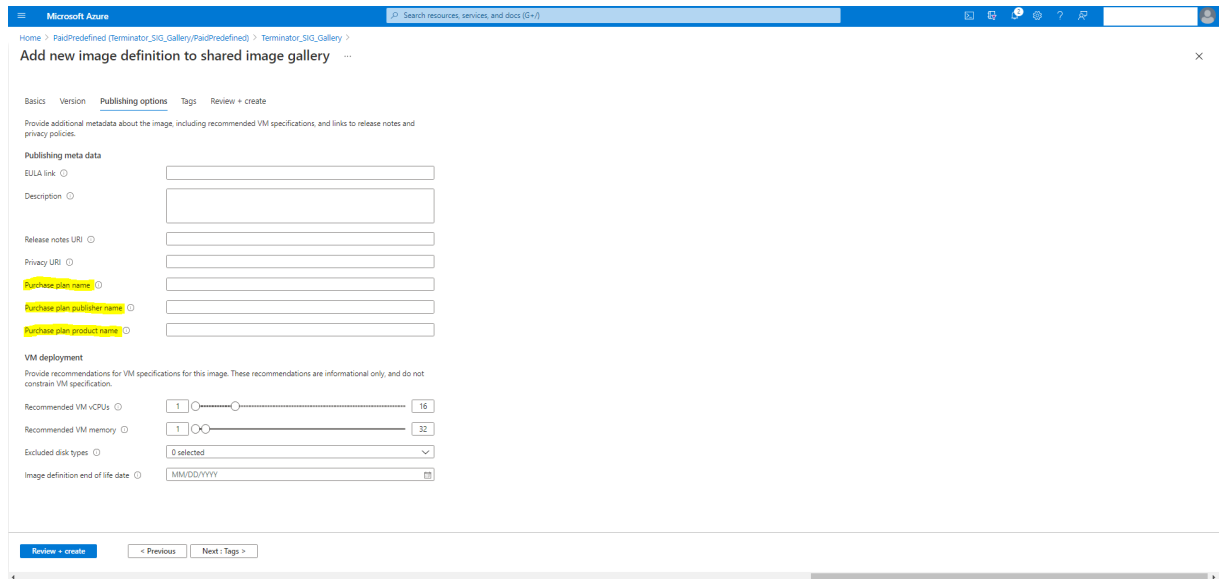 Microsoft Azure
Search resources, services, and docs (G+/)
2
Home > PaidPredefined (Terminator_SIG_Gallery/PaidPredefined) > Terminator_SIG_Gallery >
Add new image definition to shared image gallery ...
Basics Version Publishing options Tags Review + create
Provide additional metadata about the image, including recommended VM specifications, and links to release notes and
privacy policies.
Publishing meta data
EULA link
Description
Release notes URI
Privacy URI
Purchase plan name
Purchase plan publisher name
Purchase plan product name
VM deployment
Provide recommendations for VM specifications for this image. These recommendations are informational only, and do not
constrain VM specification.
Recommended VM vCPUs 1 16
Recommended VM memory 1 32
Excluded disk types 0 selected
Image definition end of life date MM/DD/YYYY
Review + create < Previous Next : Tags >